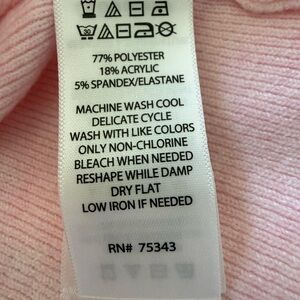 77% POLYESTER
18% ACRYLIC
5% SPANDEX/ELASTANE
MACHINE WASH COOL
DELICATE CYCLE
WASH WITH LIKE COLORS
ONLY NON-CHLORINE
BLEACH WHEN NEEDED
RESHAPE WHILE DAMP
DRY FLAT
LOW IRON IF NEEDED
RN# 75343